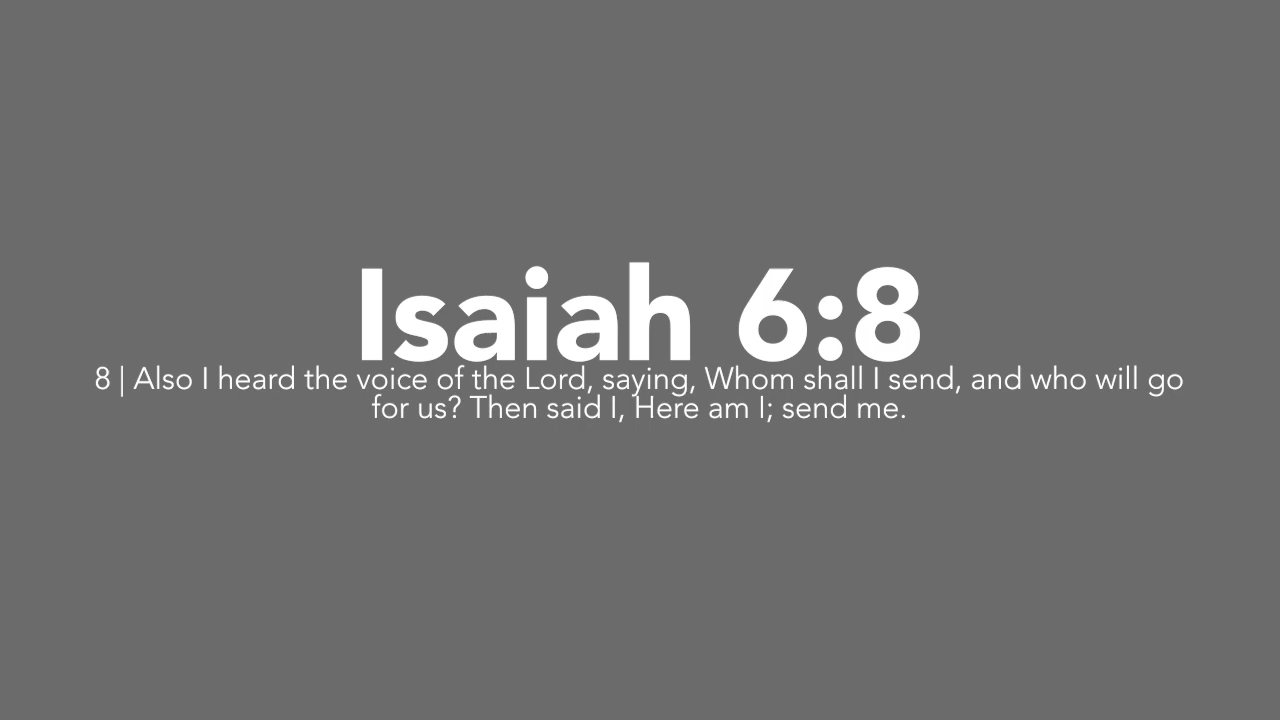 Isaiah 6:8
8 | Also I heard the voice of the Lord, saying, Whom shall I send, and who will go
for us? Then said I, Here am I; send me.